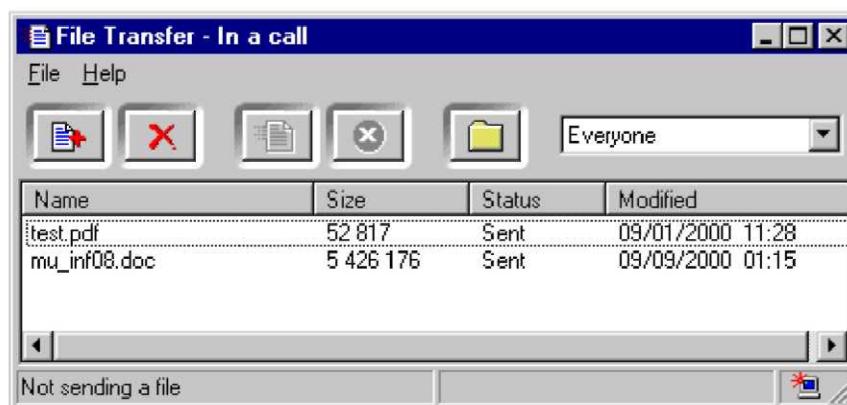 File Transfer - In a call
File Help
Everyone
Name Size Status Modified
test.pdf 52 817 Sent 09/01/2000 11:28
mu_inf08.doc 5 426 176 Sent 09/09/2000 01:15
Not sending a file